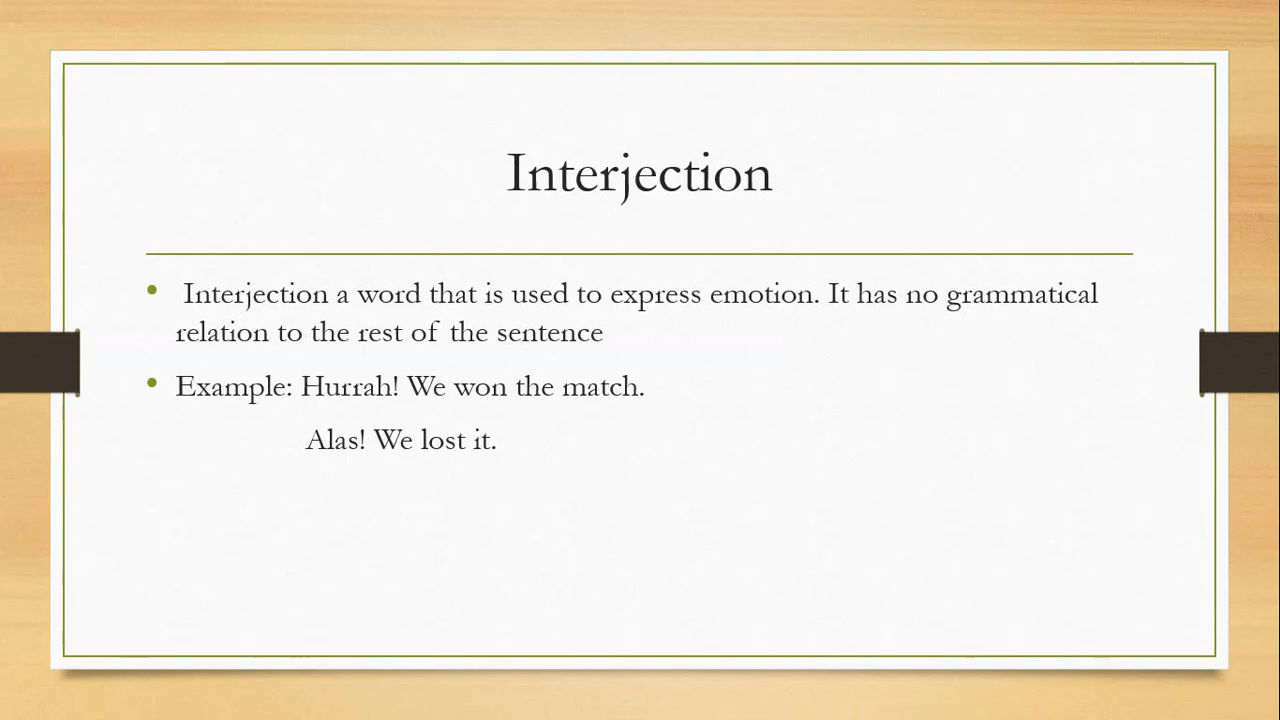 Interjection
• Interjection a word that is used to express emotion. It has no grammatical
relation to the rest of the sentence
• Example: Hurrah! We won the match.
Alas! We lost it.